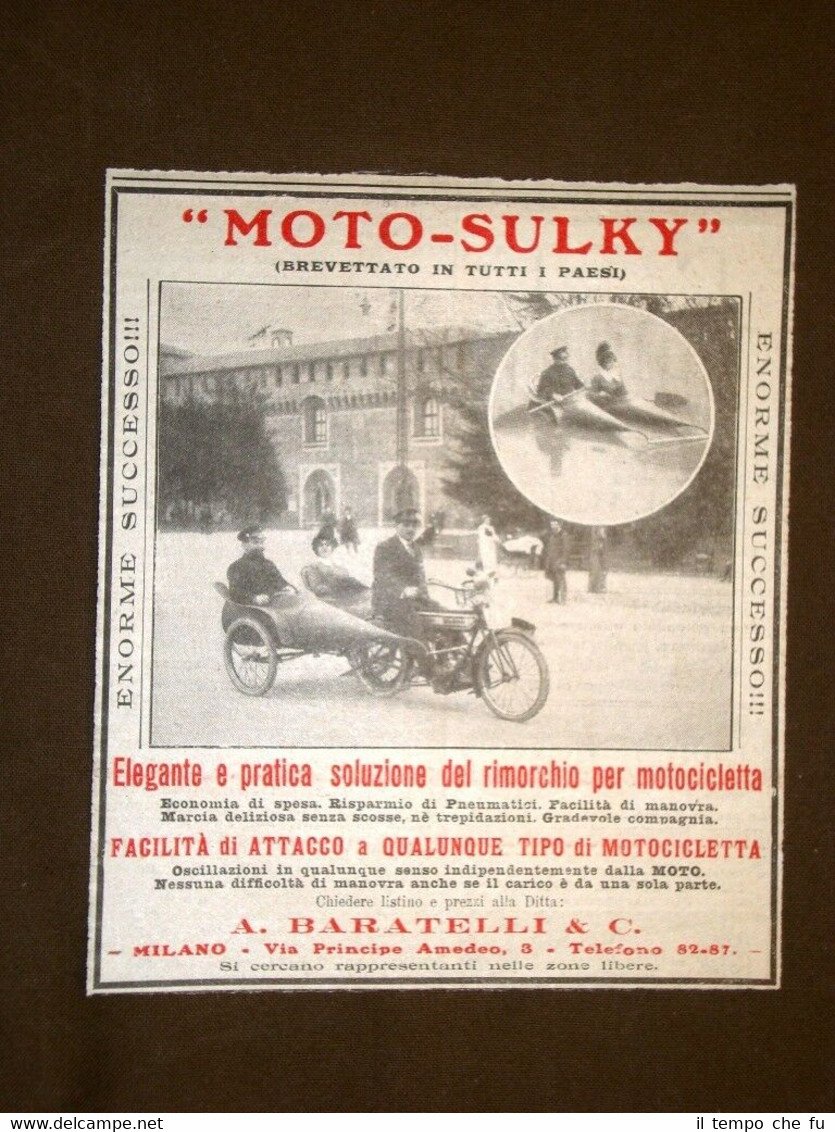 “MOTO-SULKY”
(BREVETTATO IN TUTTI I PAESI)
ENORME SUCCESSO!!!
ENORME SUCCESSO!!!
Elegante e pratica soluzione del rimorchio per motocicletta
Economia di spesa. Risparmio di Pneumatici. Facilità di manovra.
Marcia deliziosa senza scosse, nè trepidazioni. Gradevole compagnia.
FACILITÀ di ATTACCO a QUALUNQUE TIPO di MOTOCICLETTA
Oscillazioni in qualunque senso indipendentemente dalla MOTO.
Nessuna difficoltà di manovra anche se il carico è da una sola parte.
Chiedere listino e prezzi alla Ditta:
A. BARATELLI & C.
- MILANO - Via Principe Amedeo, 3 - Telefono 82-87. -
Si cercano rappresentanti nelle zone libere.
www.delcampe.net
il tempo che fu